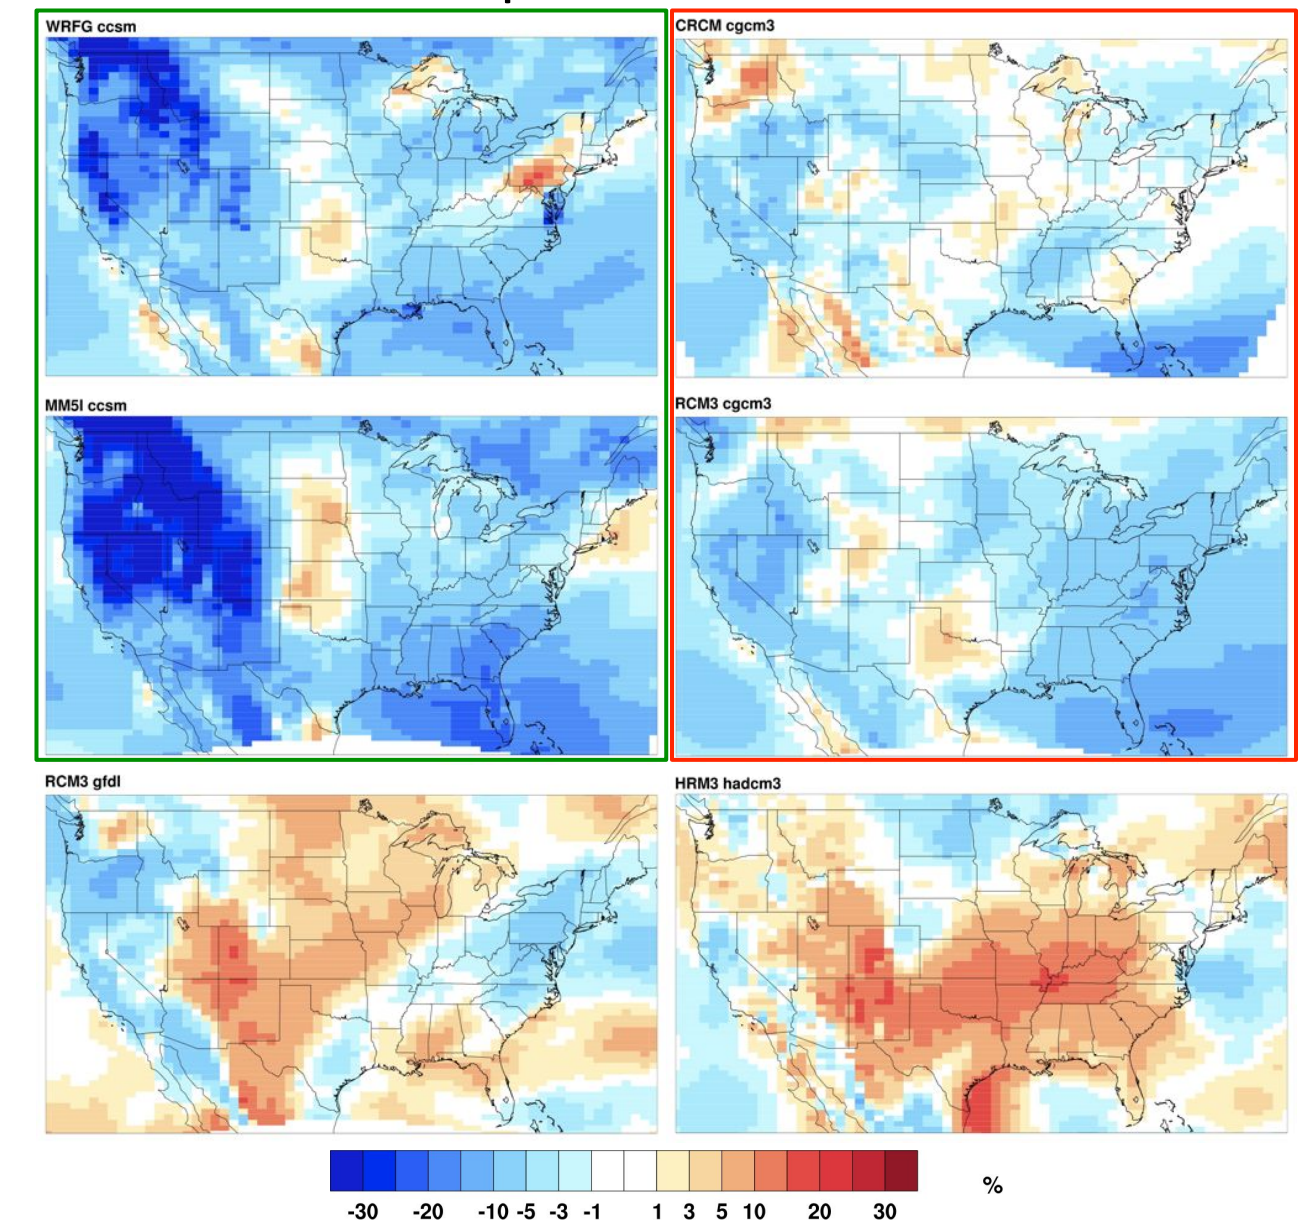 WRFG ccsm
CRCM cgcm3
MM5I ccsm
RCM3 cgcm3
RCM3 gfdl
HRM3 hadcm3
-30 -20 -10 -5 -3 -1 1 3 5 10 20 30 %